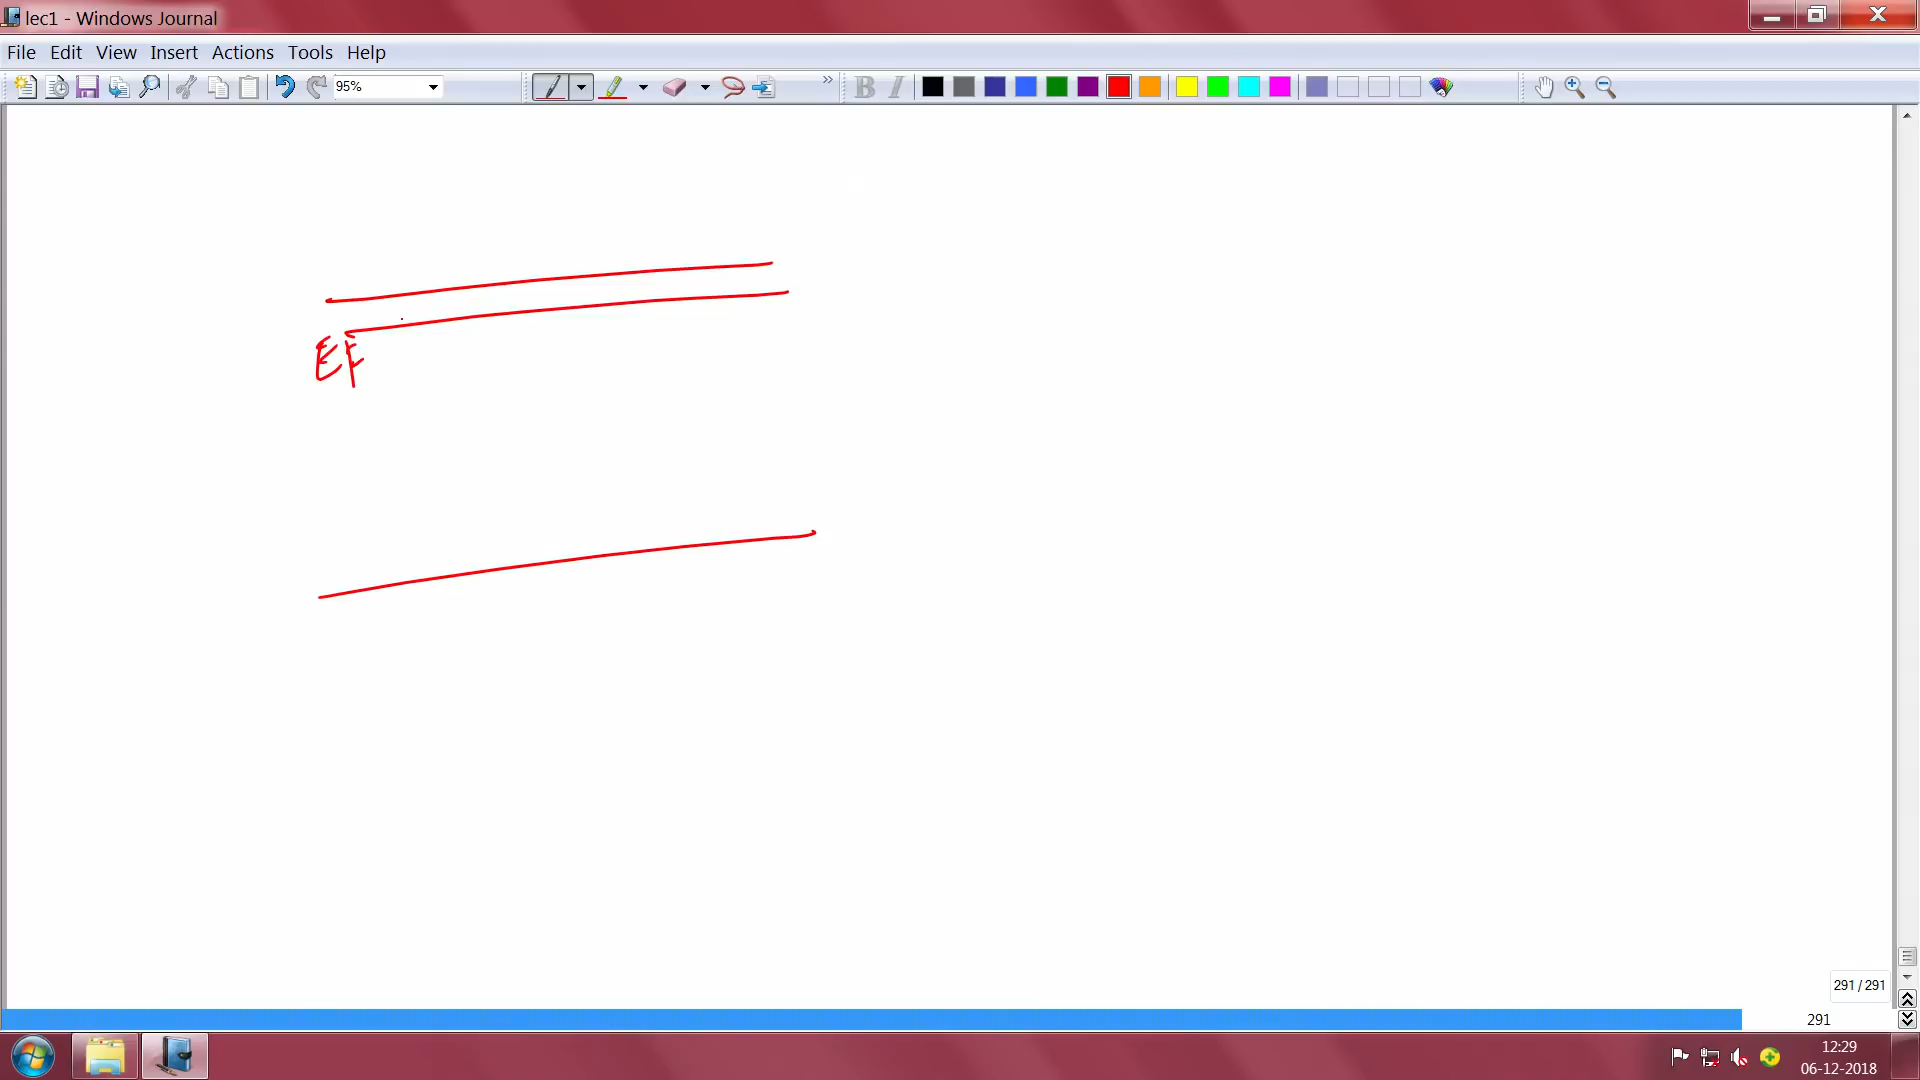 lec1 - Windows Journal
File Edit View Insert Actions Tools Help
95%
B I
EF
291 / 291
291
12:29
06-12-2018